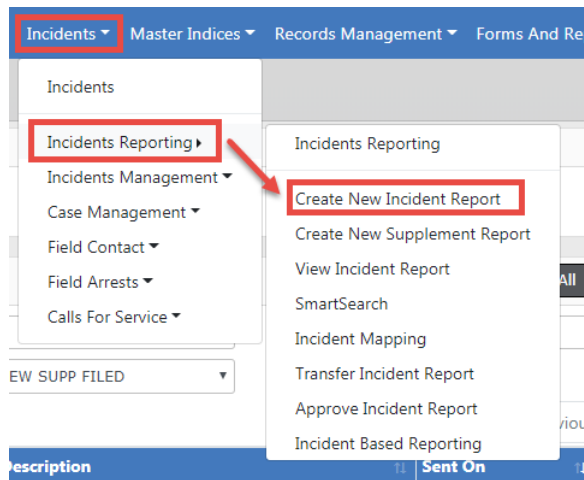 Incidents Master Indices Records Management Forms And Re
Incidents
Incidents Reporting
Incidents Management
Case Management
Field Contact
Field Arrests
Calls For Service
Incidents Reporting
Create New Incident Report
Create New Supplement Report
View Incident Report
SmartSearch
Incident Mapping
Transfer Incident Report
Approve Incident Report
Incident Based Reporting
All
EW SUPP FILED
viou
Description Sent On